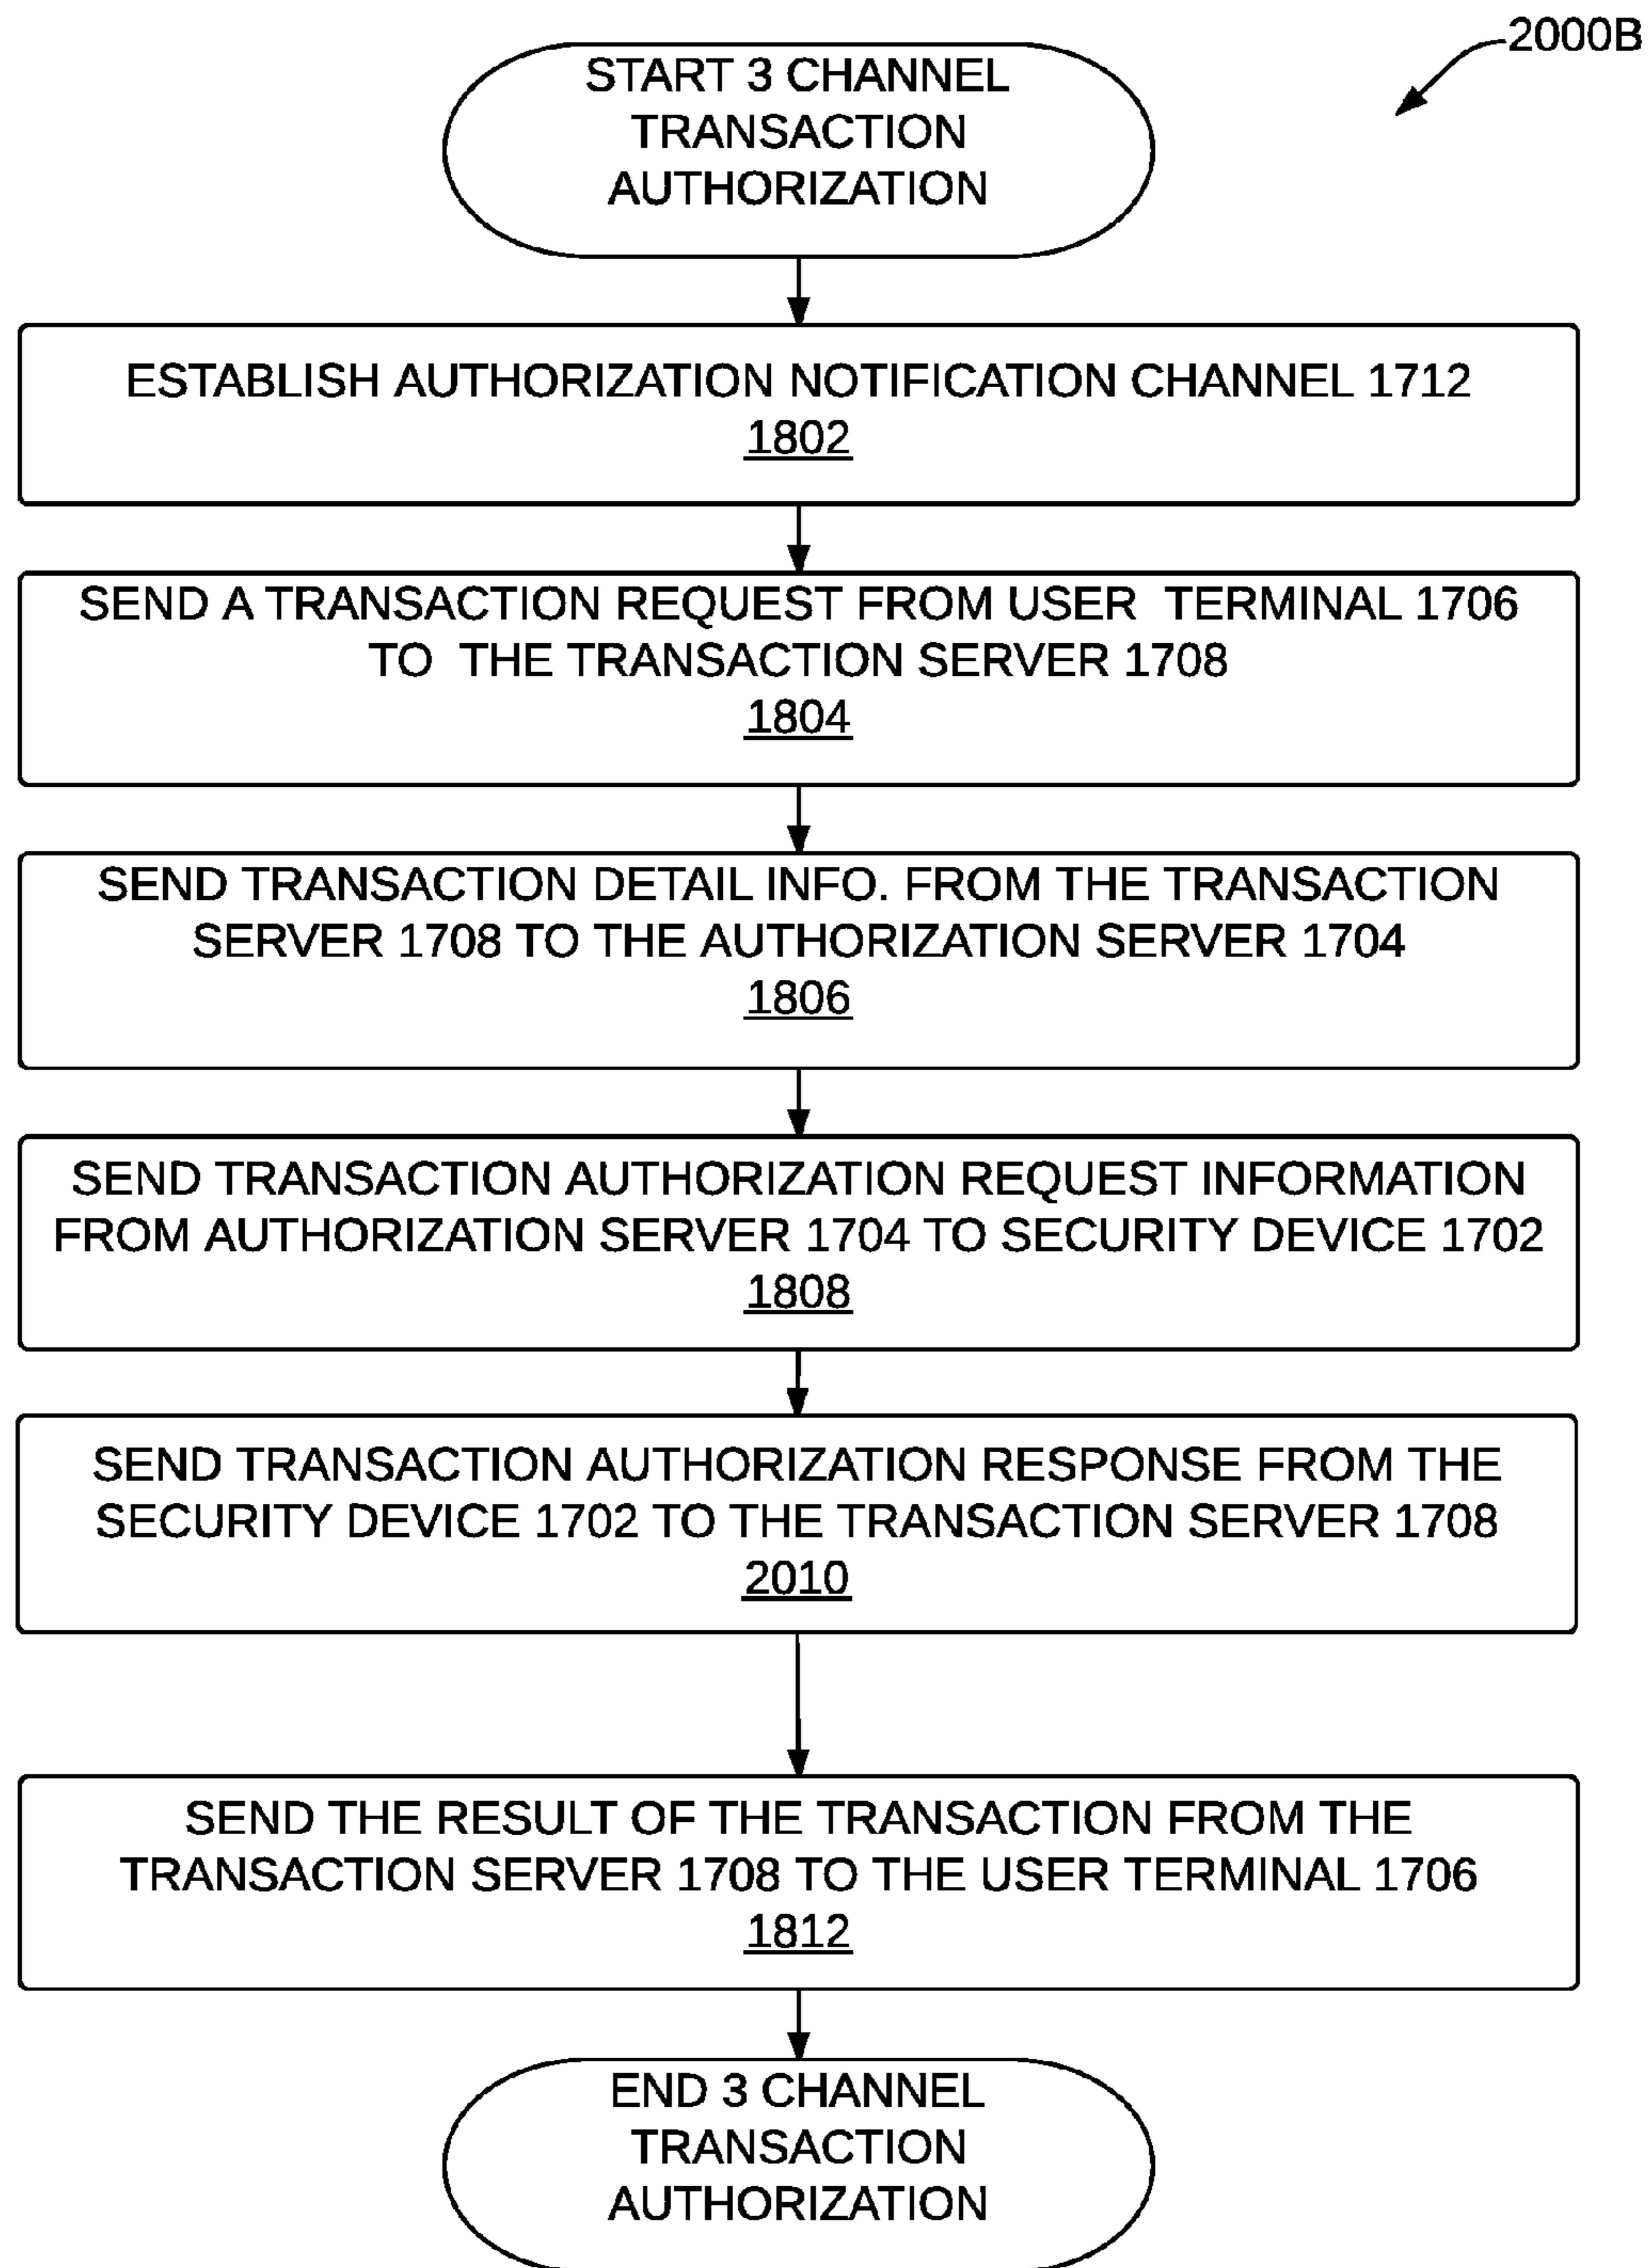 2000B
START 3 CHANNEL
TRANSACTION
AUTHORIZATION
ESTABLISH AUTHORIZATION NOTIFICATION CHANNEL 1712
1802
SEND A TRANSACTION REQUEST FROM USER TERMINAL 1706
TO THE TRANSACTION SERVER 1708
1804
SEND TRANSACTION DETAIL INFO. FROM THE TRANSACTION
SERVER 1708 TO THE AUTHORIZATION SERVER 1704
1806
SEND TRANSACTION AUTHORIZATION REQUEST INFORMATION
FROM AUTHORIZATION SERVER 1704 TO SECURITY DEVICE 1702
1808
SEND TRANSACTION AUTHORIZATION RESPONSE FROM THE
SECURITY DEVICE 1702 TO THE TRANSACTION SERVER 1708
2010
SEND THE RESULT OF THE TRANSACTION FROM THE
TRANSACTION SERVER 1708 TO THE USER TERMINAL 1706
1812
END 3 CHANNEL
TRANSACTION
AUTHORIZATION